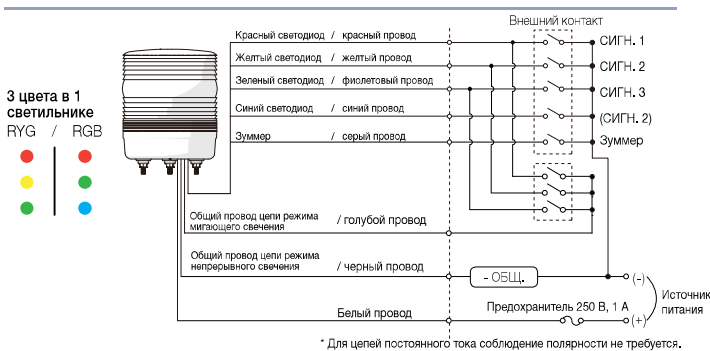 Внешний контакт
Красный светодиод / красный провод
СИГН. 1
Желтый светодиод / желтый провод
СИГН. 2
Зеленый светодиод / фиолетовый провод
СИГН. 3
3 цвета в 1
светильнике
RYG / RGB
Синий светодиод / синий провод
(СИГН. 2)
Зуммер / серый провод
Зуммер
Общий провод цепи режима
мигающего свечения / голубой провод
Общий провод цепи режима
непрерывного свечения / черный провод
- ОБЩ.
(-)
Источник
питания
Белый провод
Предохранитель 250 В, 1 А
(+)
* Для цепей постоянного тока соблюдение полярности не требуется.